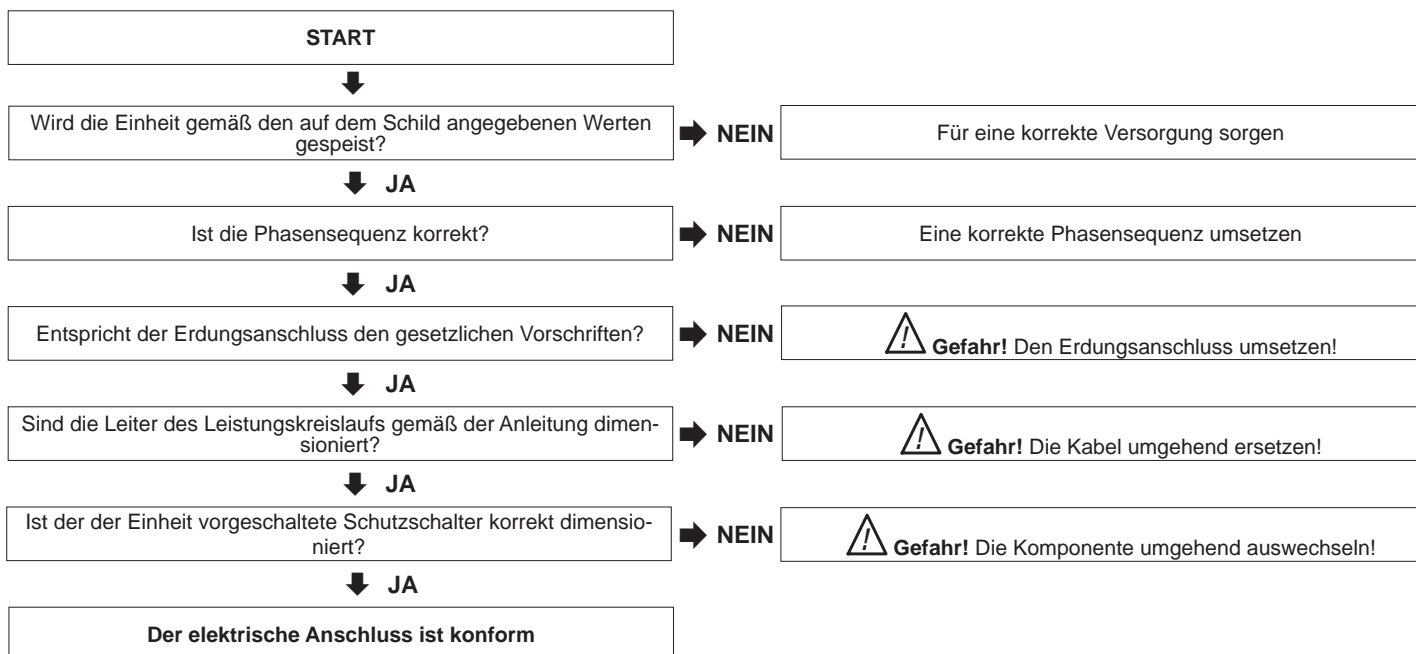 START
Wird die Einheit gemäß den auf dem Schild angegebenen Werten
gespeist?
NEIN
Für eine korrekte Versorgung sorgen
JA
Ist die Phasensequenz korrekt?
NEIN
Eine korrekte Phasensequenz umsetzen
JA
Entspricht der Erdungsanschluss den gesetzlichen Vorschriften?
NEIN
Gefahr! Den Erdungsanschluss umsetzen!
JA
Sind die Leiter des Leistungskreislaufs gemäß der Anleitung dimen-
sioniert?
NEIN
Gefahr! Die Kabel umgehend ersetzen!
JA
Ist der der Einheit vorgeschaltete Schutzschalter korrekt dimensio-
niert?
NEIN
Gefahr! Die Komponente umgehend auswechseln!
JA
Der elektrische Anschluss ist konform